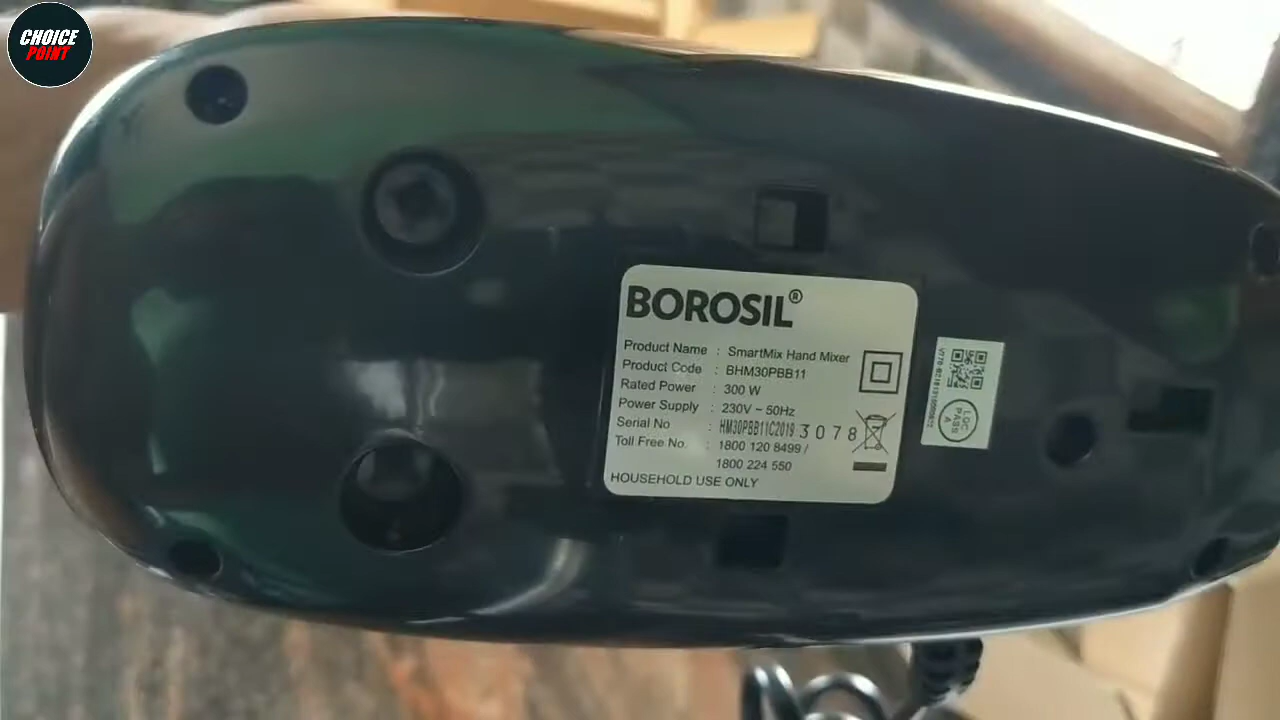 CHOICE
POINT
BOROSIL®
Product Name : SmartMix Hand Mixer
Product Code : BHM30PBB11
Rated Power : 300 W
Power Supply : 230V ~ 50Hz
Serial No : HM30PBB11C2019 3078
Toll Free No. : 1800 120 8499 /
1800 224 550
HOUSEHOLD USE ONLY
LQC
PASS
A